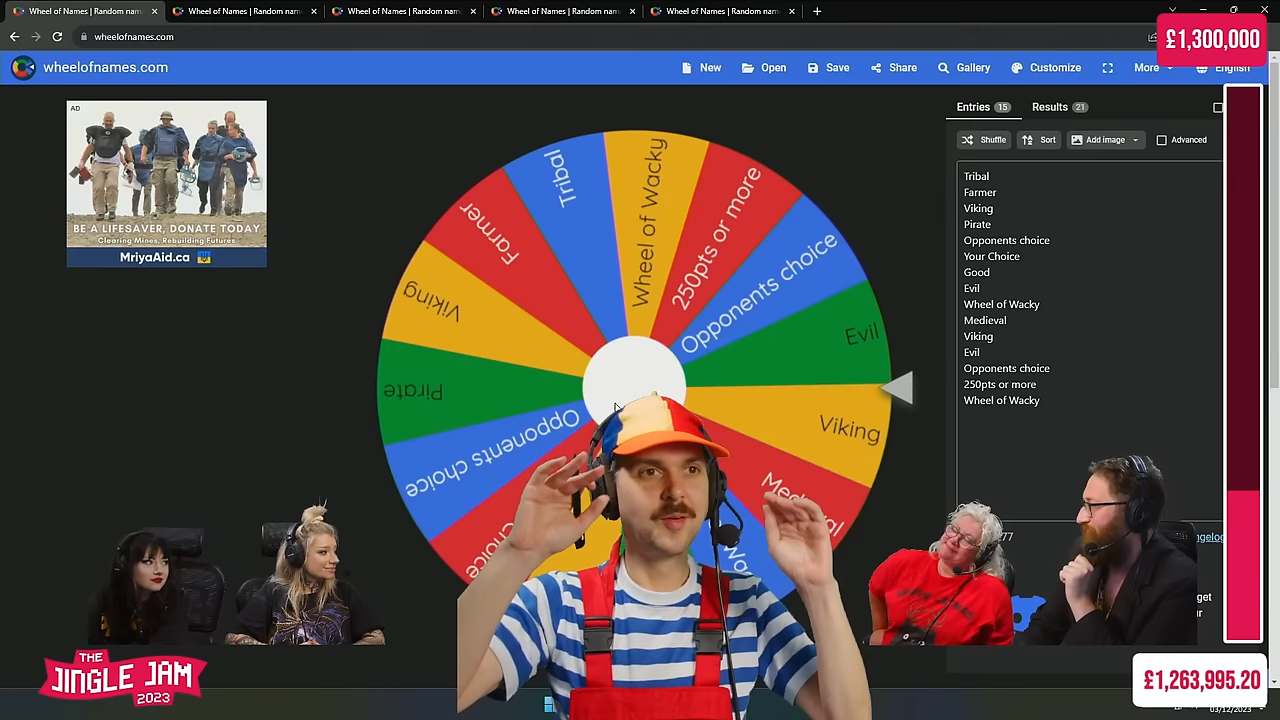 Wheel of Names | Random nam
Wheel of Names | Random nam
Wheel of Names | Random nam
Wheel of Names | Random nam
Wheel of Names | Random nam
wheelofnames.com
£1,300,000
wheelofnames.com
New
Open
Save
Share
Gallery
Customize
More
English
AD
BE A LIFESAVER, DONATE TODAY
Clearing Mines, Rebuilding Futures
MriyaAid.ca
Tribal
Wheel of Wacky
250pts or more
Opponents choice
Evil
Viking
Farmer
Viking
Pirate
Opponents choice
Entries 15
Results 21
Shuffle
Sort
Add image
Advanced
Tribal
Farmer
Viking
Pirate
Opponents choice
Your Choice
Good
Evil
Wheel of Wacky
Medieval
Viking
Evil
Opponents choice
250pts or more
Wheel of Wacky
THE
JINGLE JAM
2023
£1,263,995.20
03/12/2023